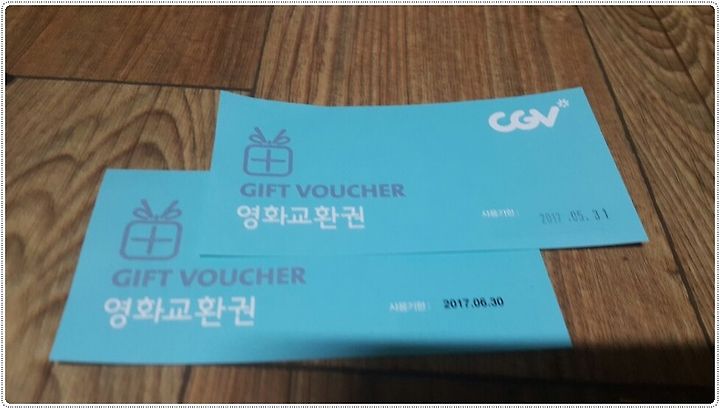 CGV
GIFT VOUCHER
영화교환권
사용기한 : 2017.05.31
GIFT VOUCHER
영화교환권
사용기한 : 2017.06.30